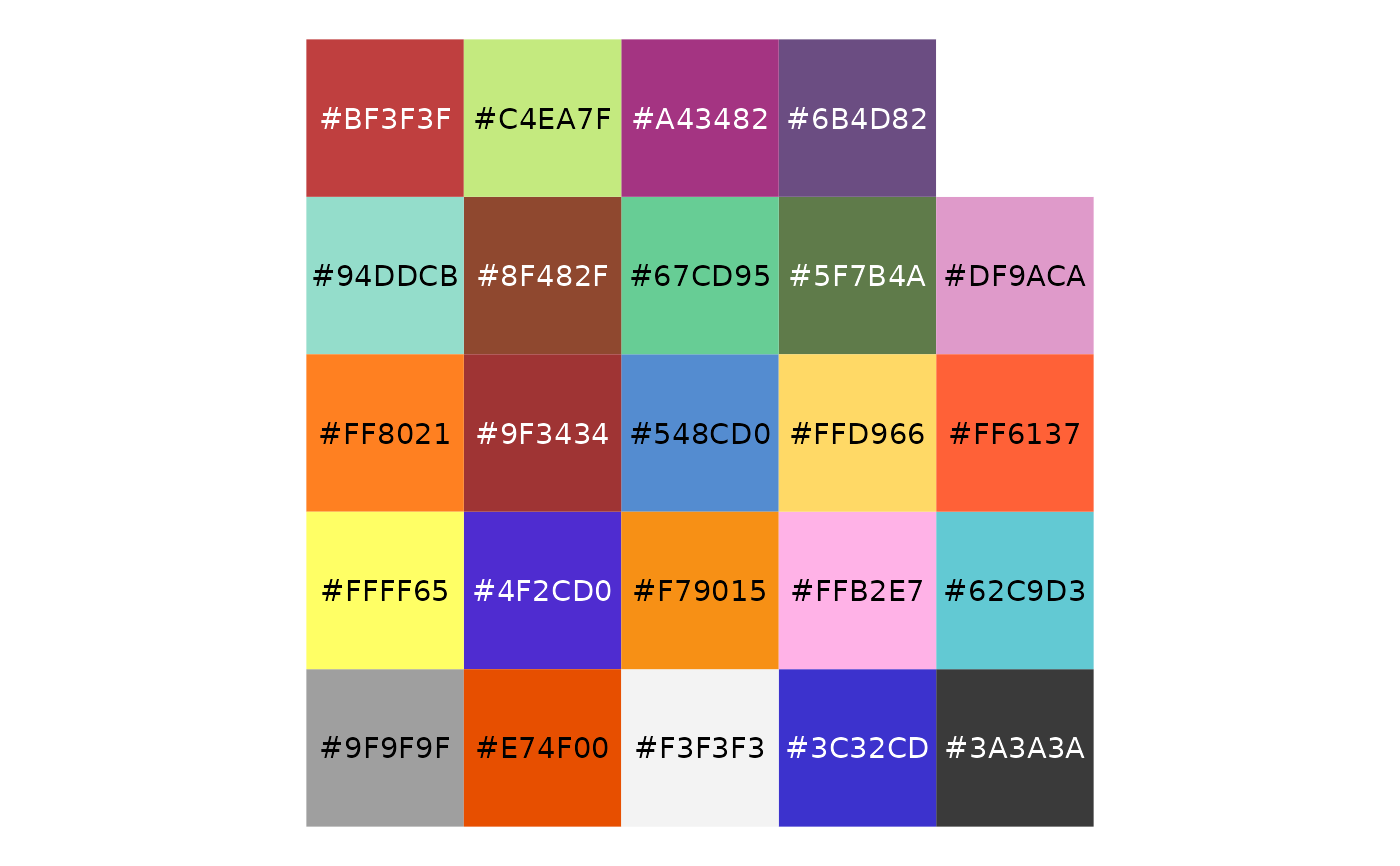 #BF3F3F #C4EA7F #A43482 #6B4D82
#94DDCB #8F482F #67CD95 #5F7B4A #DF9ACA
#FF8021 #9F3434 #548CD0 #FFD966 #FF6137
#FFFF65 #4F2CD0 #F79015 #FFB2E7 #62C9D3
#9F9F9F #E74F00 #F3F3F3 #3C32CD #3A3A3A